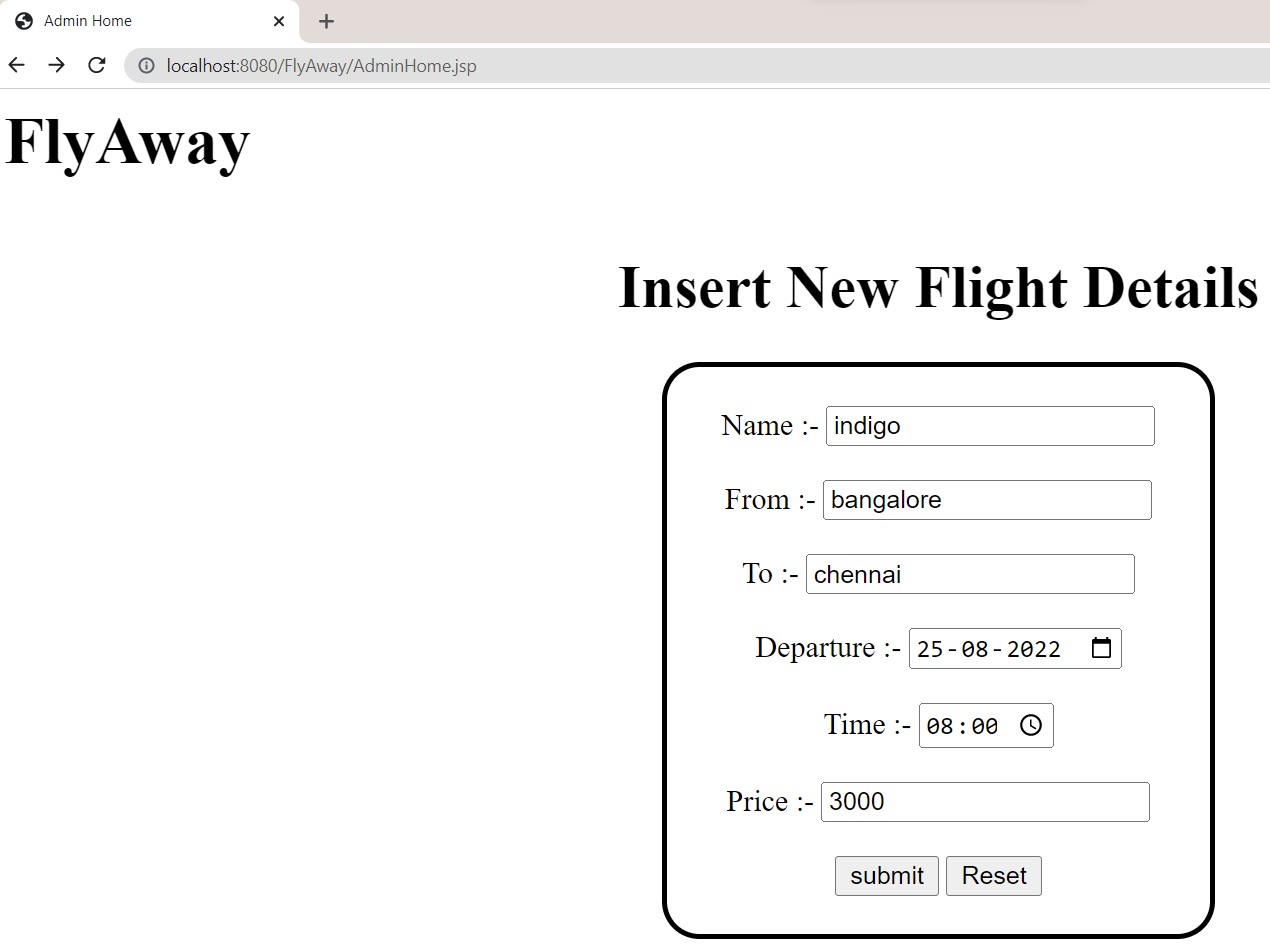 Admin Home
localhost:8080/FlyAway/AdminHome.jsp
FlyAway
Insert New Flight Details
Name :- indigo
From :- bangalore
To :- chennai
Departure :- 25-08-2022
Time :- 08:00
Price :- 3000
submit Reset